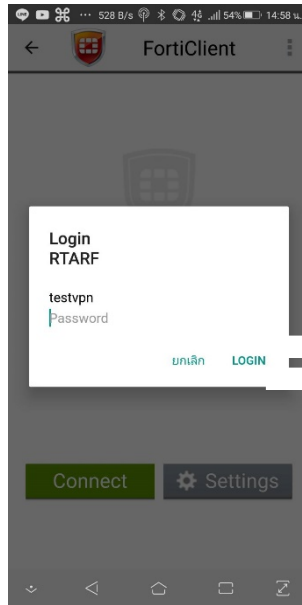 528 B/s 54% 14:58 น.
FortiClient
Login
RTARF
testvpn
Password
ยกเลิก LOGIN
Connect Settings